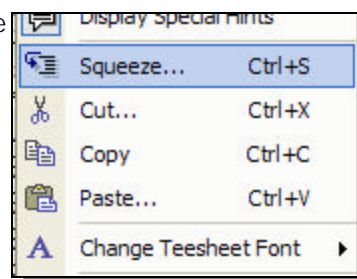 e
Display Special Hints
Squeeze... Ctrl+S
Cut... Ctrl+X
Copy Ctrl+C
Paste... Ctrl+V
Change Teesheet Font